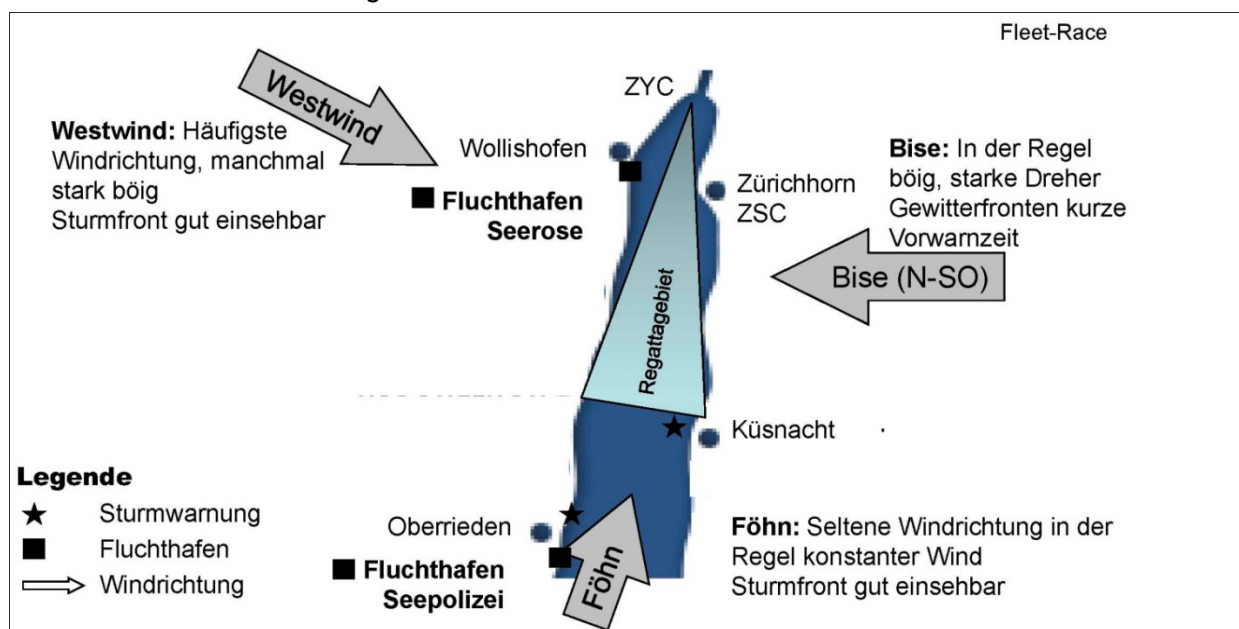 Fleet-Race
Westwind
ZYC
Westwind: Häufigste
Windrichtung, manchmal
stark böig
Sturmfront gut einsehbar
Wollishofen
Fluchthafen
Seerose
Zürichhorn
ZSC
Bise: In der Regel
böig, starke Dreher
Gewitterfronten kurze
Vorwarnzeit
Bise (N-SO)
Regattagebiet
Küsnacht
Legende
Sturmwarnung
Fluchthafen
Windrichtung
Oberrieden
Fluchthafen
Seepolizei
Föhn
Föhn: Seltene Windrichtung in der
Regel konstanter Wind
Sturmfront gut einsehbar